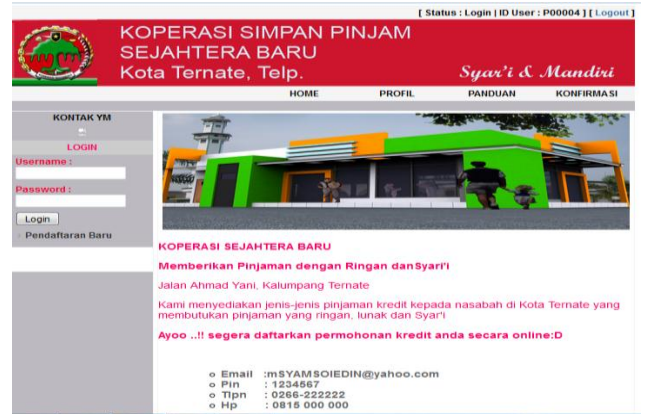 [ Status : Login | ID User : P00004 ] [ Logout ]
KOPERASI SIMPAN PINJAM
SEJAHTERA BARU
Kota Ternate, Telp.
Syar'i & Mandiri
HOME PROFIL PANDUAN KONFIRMASI
KONTAK YM
LOGIN
Username :
Password :
Login
Pendaftaran Baru
KOPERASI SEJAHTERA BARU
Memberikan Pinjaman dengan Ringan danSyari'i
Jalan Ahmad Yani, Kalumpang Ternate
Kami menyediakan jenis-jenis pinjaman kredit kepada nasabah di Kota Ternate yang
membutukan pinjaman yang ringan, lunak dan Syar'i
Ayoo ..!! segera daftarkan permohonan kredit anda secara online:D
o Email :mSYAMSOIEDIN@yahoo.com
o Pin : 1234567
o Tlpn : 0266-222222
o Hp : 0815 000 000